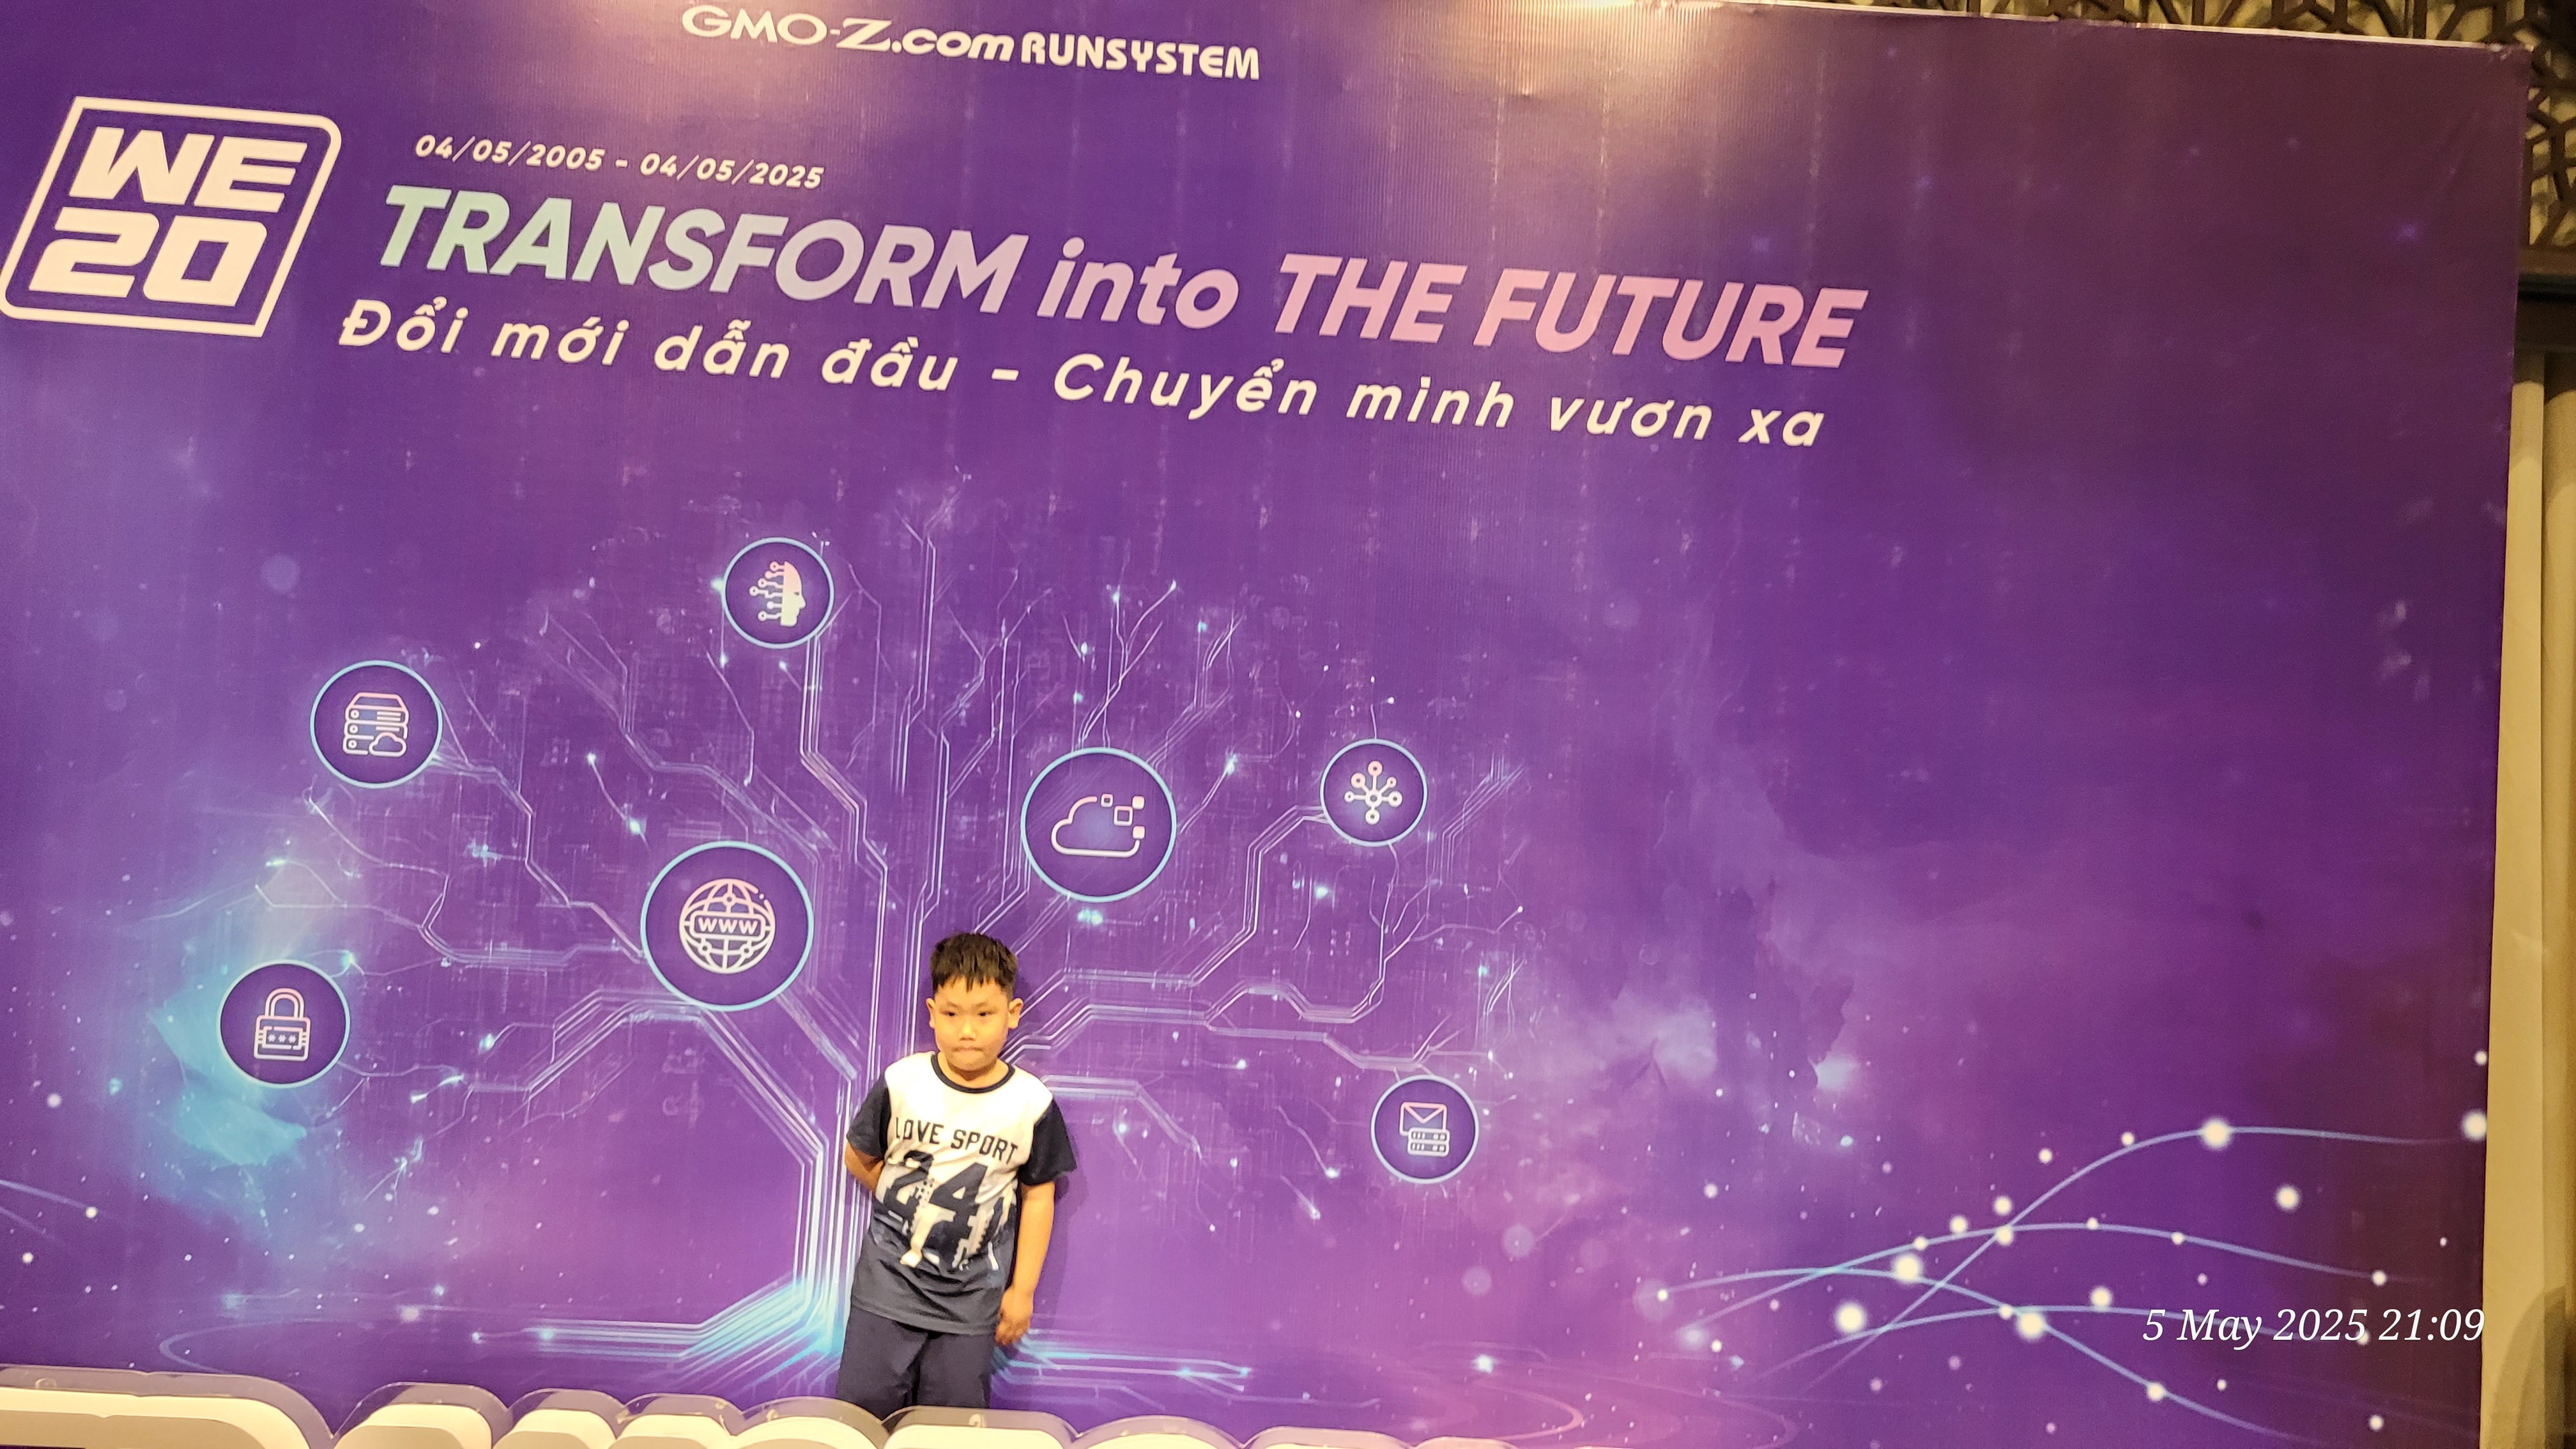 GMO-Z.com RUNSYSTEM
WE
20
04/05/2005 - 04/05/2025
TRANSFORM into THE FUTURE
Đổi mới dẫn đầu - Chuyển mình vươn xa
WWW
***
LOVE SPORT
24
5 May 2025 21:09